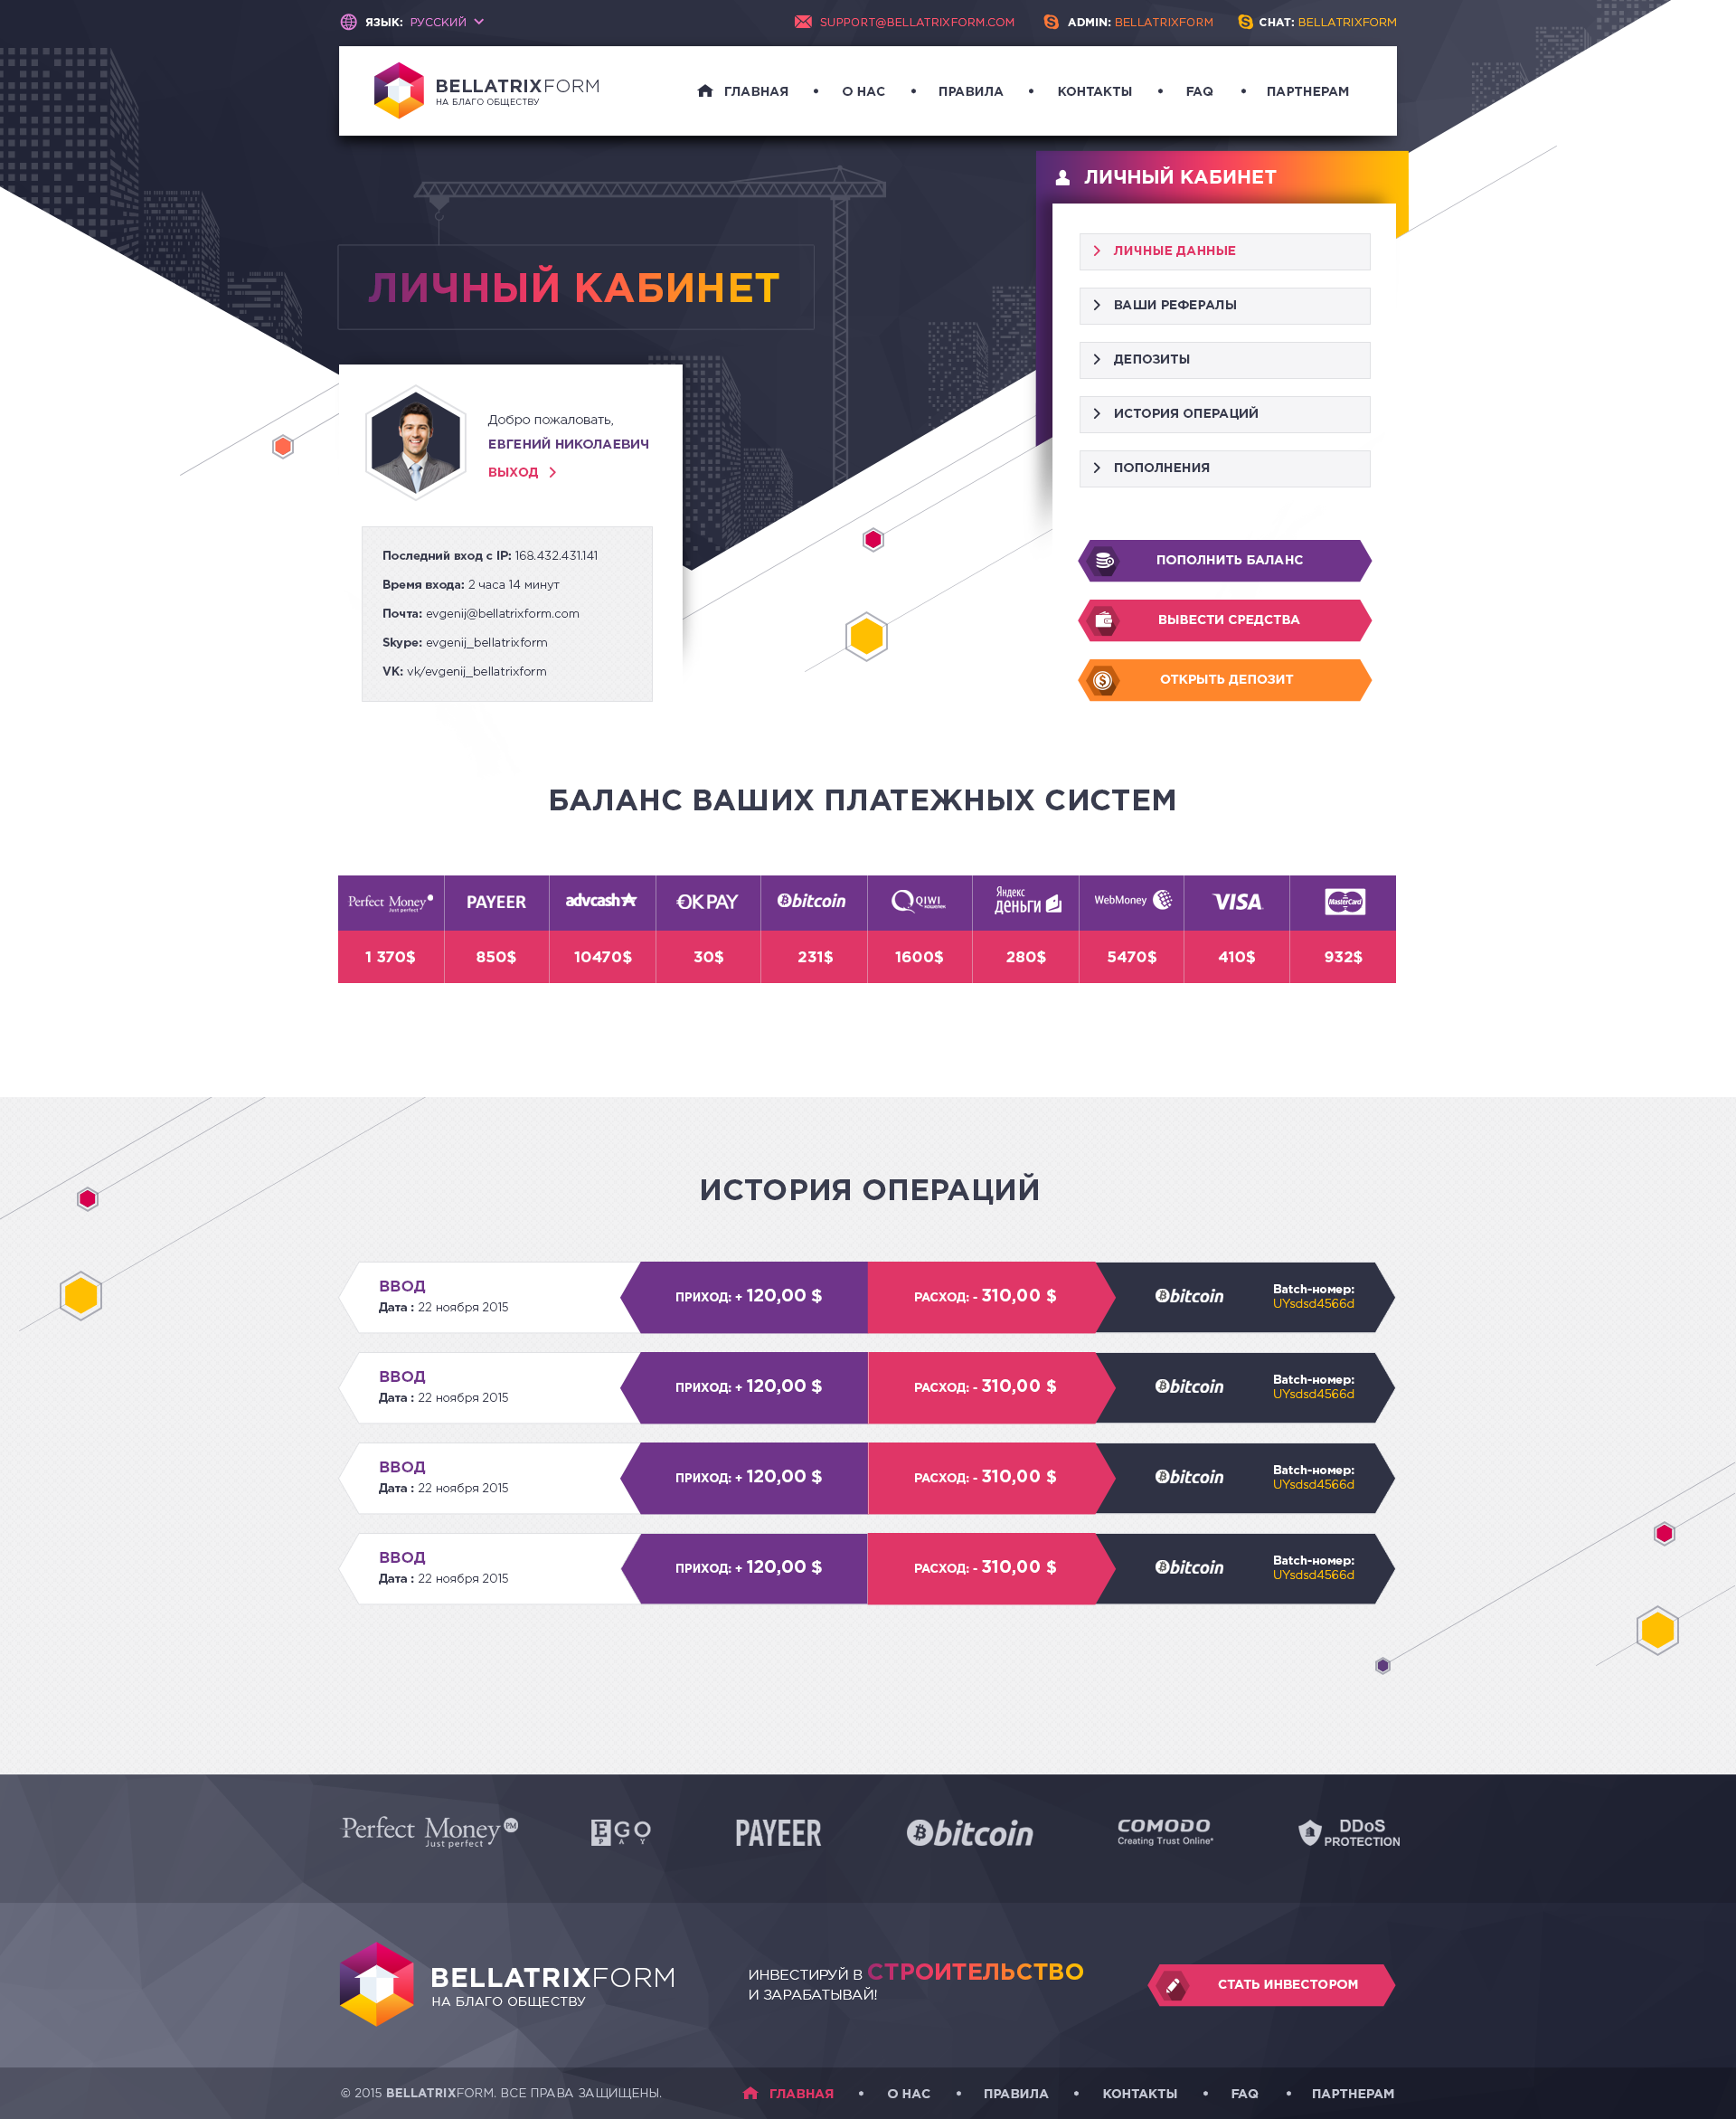 ЯЗЫК: РУССКИЙ
SUPPORT@BELLATRIXFORM.COM
ADMIN: BELLATRIXFORM
CHAT: BELLATRIXFORM
BELLATRIXFORM
НА БЛАГО ОБЩЕСТВУ
ГЛАВНАЯ • О НАС • ПРАВИЛА • КОНТАКТЫ • FAQ • ПАРТНЕРАМ
ЛИЧНЫЙ КАБИНЕТ
ЛИЧНЫЕ ДАННЫЕ
ВАШИ РЕФЕРАЛЫ
ДЕПОЗИТЫ
ИСТОРИЯ ОПЕРАЦИЙ
ПОПОЛНЕНИЯ
ПОПОЛНИТЬ БАЛАНС
ВЫВЕСТИ СРЕДСТВА
ОТКРЫТЬ ДЕПОЗИТ
ЛИЧНЫЙ КАБИНЕТ
Добро пожаловать,
ЕВГЕНИЙ НИКОЛАЕВИЧ
ВЫХОД
Последний вход с IP: 168.432.431.141
Время входа: 2 часа 14 минут
Почта: evgenij@bellatrixform.com
Skype: evgenij_bellatrixform
VK: vk/evgenij_bellatrixform
БАЛАНС ВАШИХ ПЛАТЕЖНЫХ СИСТЕМ
Perfect Money Just perfect
PAYEER
advcash
OKPAY
bitcoin
QIWI КОШЕЛЕК
Яндекс деньги
WebMoney
VISA
MasterCard
1 370$ 850$ 10470$ 30$ 231$ 1600$ 280$ 5470$ 410$ 932$
ИСТОРИЯ ОПЕРАЦИЙ
ВВОД
Дата : 22 ноября 2015
ПРИХОД: + 120,00 $
РАСХОД: - 310,00 $
bitcoin
Batch-номер:
UYsdsd4566d
ВВОД
Дата : 22 ноября 2015
ПРИХОД: + 120,00 $
РАСХОД: - 310,00 $
bitcoin
Batch-номер:
UYsdsd4566d
ВВОД
Дата : 22 ноября 2015
ПРИХОД: + 120,00 $
РАСХОД: - 310,00 $
bitcoin
Batch-номер:
UYsdsd4566d
ВВОД
Дата : 22 ноября 2015
ПРИХОД: + 120,00 $
РАСХОД: - 310,00 $
bitcoin
Batch-номер:
UYsdsd4566d
Perfect Money PM
Just perfect
EGO
PAY
PAYEER
bitcoin
COMODO
Creating Trust Online®
DDoS
PROTECTION
BELLATRIXFORM
НА БЛАГО ОБЩЕСТВУ
ИНВЕСТИРУЙ В СТРОИТЕЛЬСТВО
И ЗАРАБАТЫВАЙ!
СТАТЬ ИНВЕСТОРОМ
© 2015 BELLATRIXFORM. ВСЕ ПРАВА ЗАЩИЩЕНЫ.
ГЛАВНАЯ • О НАС • ПРАВИЛА • КОНТАКТЫ • FAQ • ПАРТНЕРАМ